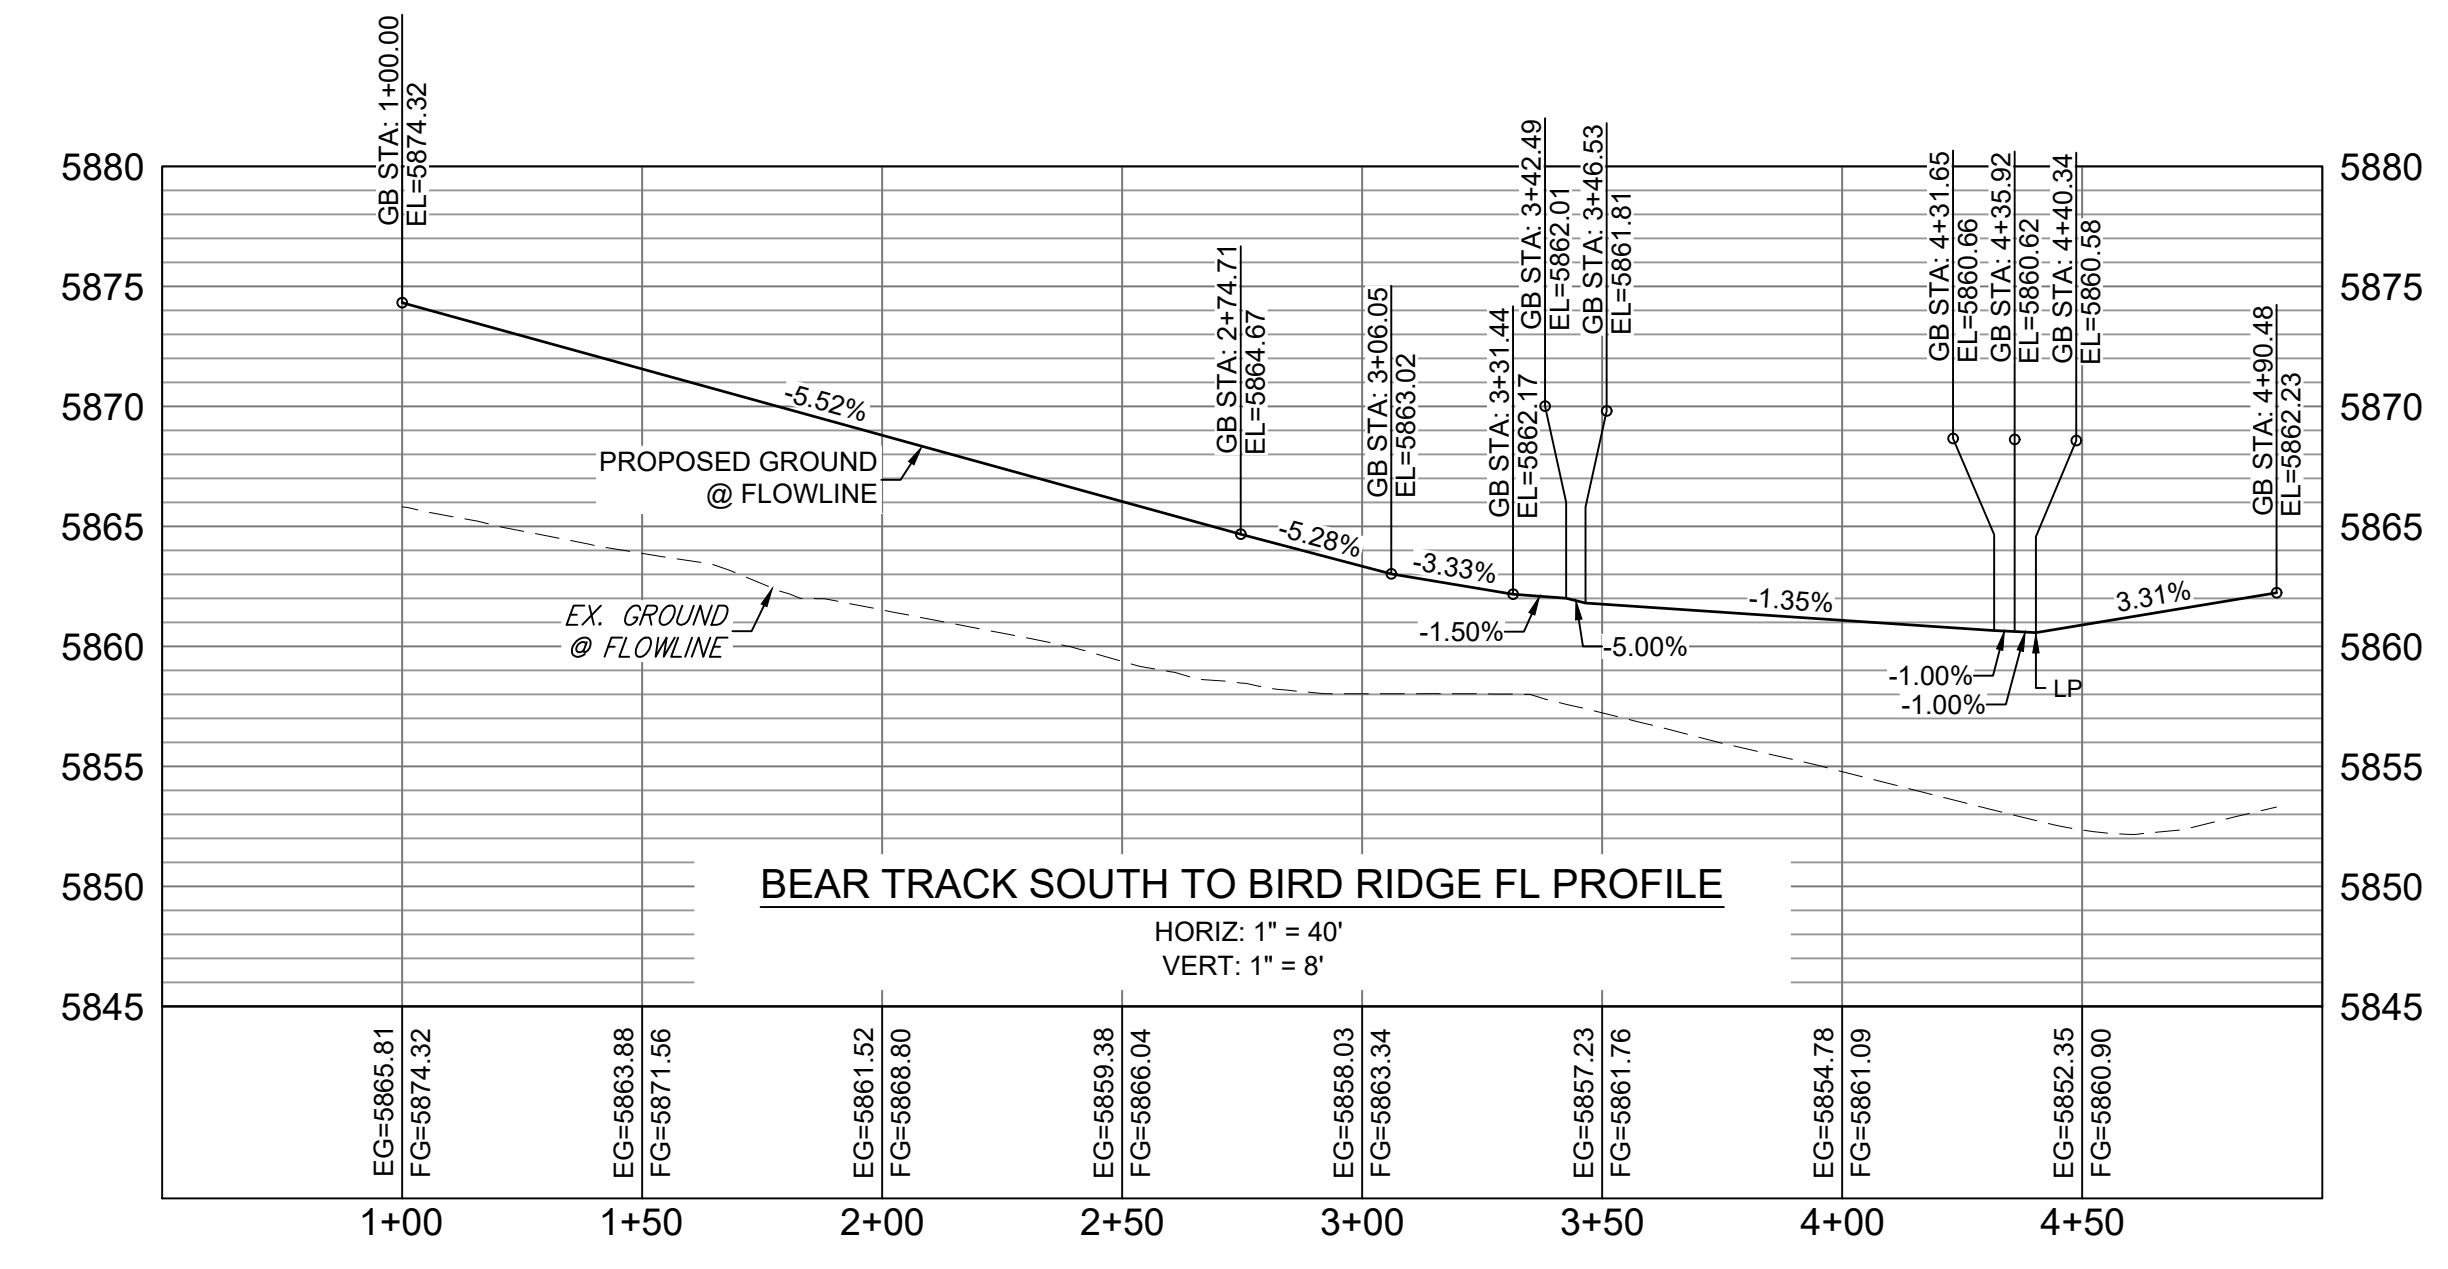 GB STA: 1+00.00
EL=5874.32
GB STA: 2+74.71
EL=5864.67
GB STA: 3+06.05
EL=5863.02
GB STA: 3+31.44
EL=5862.17
GB STA: 3+42.49
EL=5862.01
GB STA: 3+46.53
EL=5861.81
GB STA: 4+31.65
EL=5860.66
GB STA: 4+35.92
EL=5860.62
GB STA: 4+40.34
EL=5860.58
GB STA: 4+90.48
EL=5862.23
5880
5875
5870
5865
5860
5855
5850
5845
5880
5875
5870
5865
5860
5855
5850
5845
-5.52%
PROPOSED GROUND
@ FLOWLINE
-5.28%
-3.33%
-1.50%
-5.00%
-1.35%
-1.00%
-1.00%
LP
3.31%
EX. GROUND
@ FLOWLINE
BEAR TRACK SOUTH TO BIRD RIDGE FL PROFILE
HORIZ: 1" = 40'
VERT: 1" = 8'
EG=5865.81
FG=5874.32
EG=5863.88
FG=5871.56
EG=5861.52
FG=5868.80
EG=5859.38
FG=5866.04
EG=5858.03
FG=5863.34
EG=5857.23
FG=5861.76
EG=5854.78
FG=5861.09
EG=5852.35
FG=5860.90
1+00
1+50
2+00
2+50
3+00
3+50
4+00
4+50